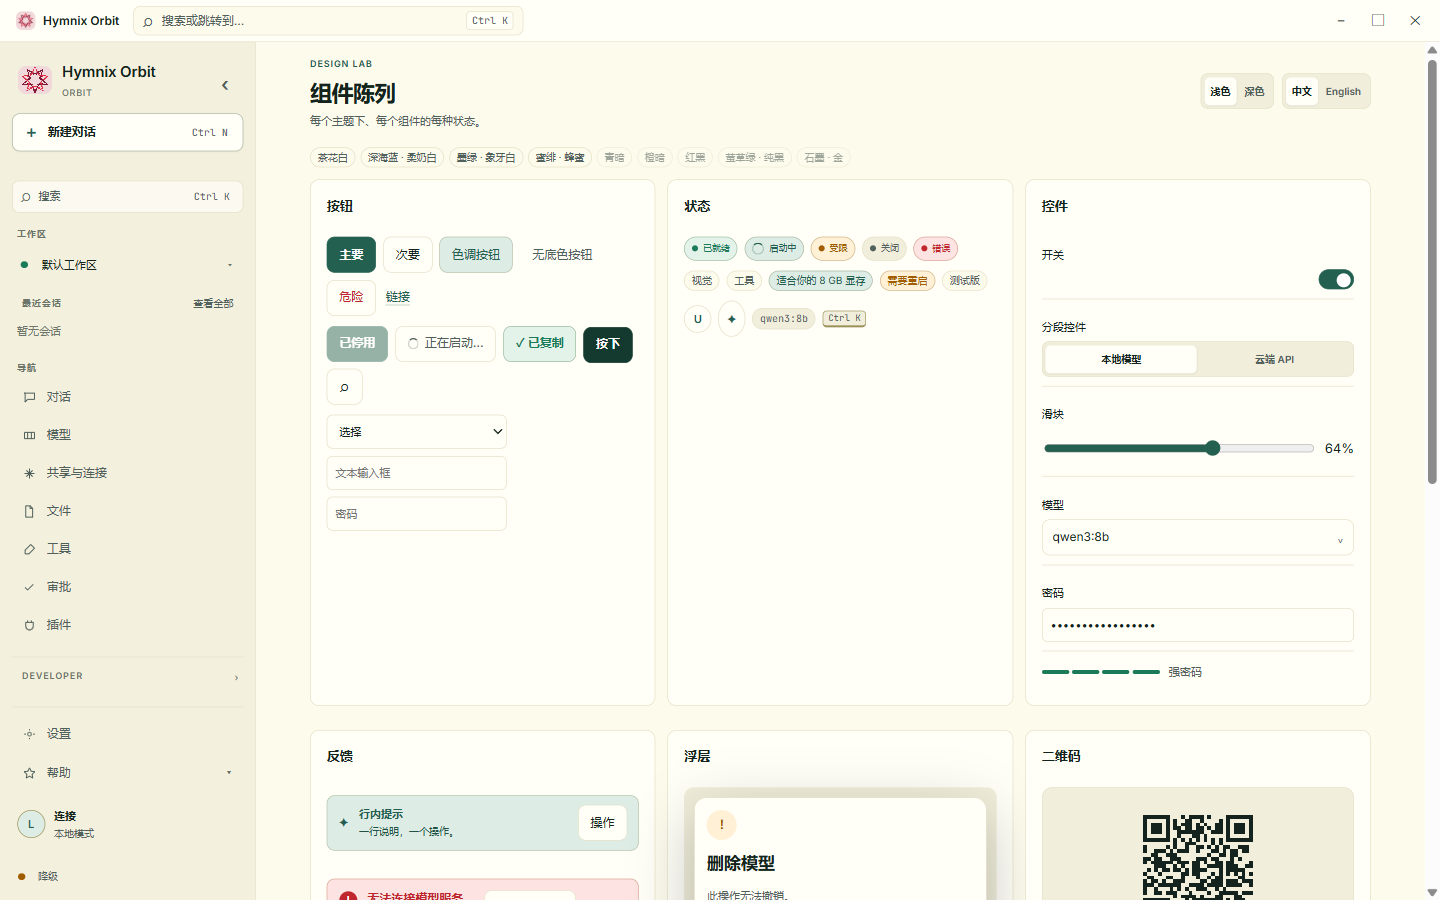 Hymnix Orbit
搜索或跳转到...
Ctrl K
Hymnix Orbit
ORBIT
新建对话
Ctrl N
搜索
Ctrl K
工作区
默认工作区
最近会话
查看全部
暂无会话
导航
对话
模型
共享与连接
文件
工具
审批
插件
DEVELOPER
设置
帮助
L
连接
本地模式
降级
DESIGN LAB
组件陈列
每个主题下、每个组件的每种状态。
浅色 深色
中文 English
茶花白 深海蓝 · 柔奶白 墨绿 · 象牙白 蜜绯 · 蜂蜜 青暗 橙暗 红黑 萤草绿 · 纯黑 石墨 · 金
按钮
主要 次要 色调按钮 无底色按钮
危险 链接
已停用 正在启动... ✓ 已复制 按下
选择
文本输入框
密码
状态
已就绪 启动中 受限 关闭 错误
视觉 工具 适合你的 8 GB 显存 需要重启 测试版
U qwen3:8b Ctrl K
控件
开关
分段控件
本地模型 云端 API
滑块
64%
模型
qwen3:8b
密码
强密码
反馈
行内提示
一行说明，一个操作。
操作
无法连接模型服务
浮层
!
删除模型
此操作无法撤销。
二维码